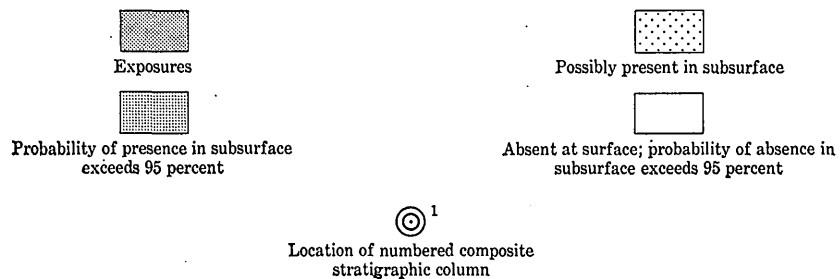 Exposures
Possibly present in subsurface
Probability of presence in subsurface
exceeds 95 percent
Absent at surface; probability of absence in
subsurface exceeds 95 percent
1
Location of numbered composite
stratigraphic column